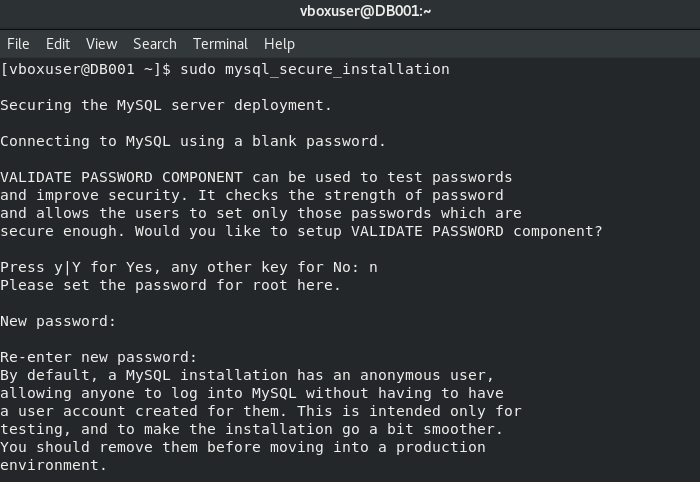 vboxuser@DB001:~
File Edit View Search Terminal Help
[vboxuser@DB001 ~]$ sudo mysql_secure_installation
Securing the MySQL server deployment.
Connecting to MySQL using a blank password.
VALIDATE PASSWORD COMPONENT can be used to test passwords
and improve security. It checks the strength of password
and allows the users to set only those passwords which are
secure enough. Would you like to setup VALIDATE PASSWORD component?
Press y|Y for Yes, any other key for No: n
Please set the password for root here.
New password:
Re-enter new password:
By default, a MySQL installation has an anonymous user,
allowing anyone to log into MySQL without having to have
a user account created for them. This is intended only for
testing, and to make the installation go a bit smoother.
You should remove them before moving into a production
environment.